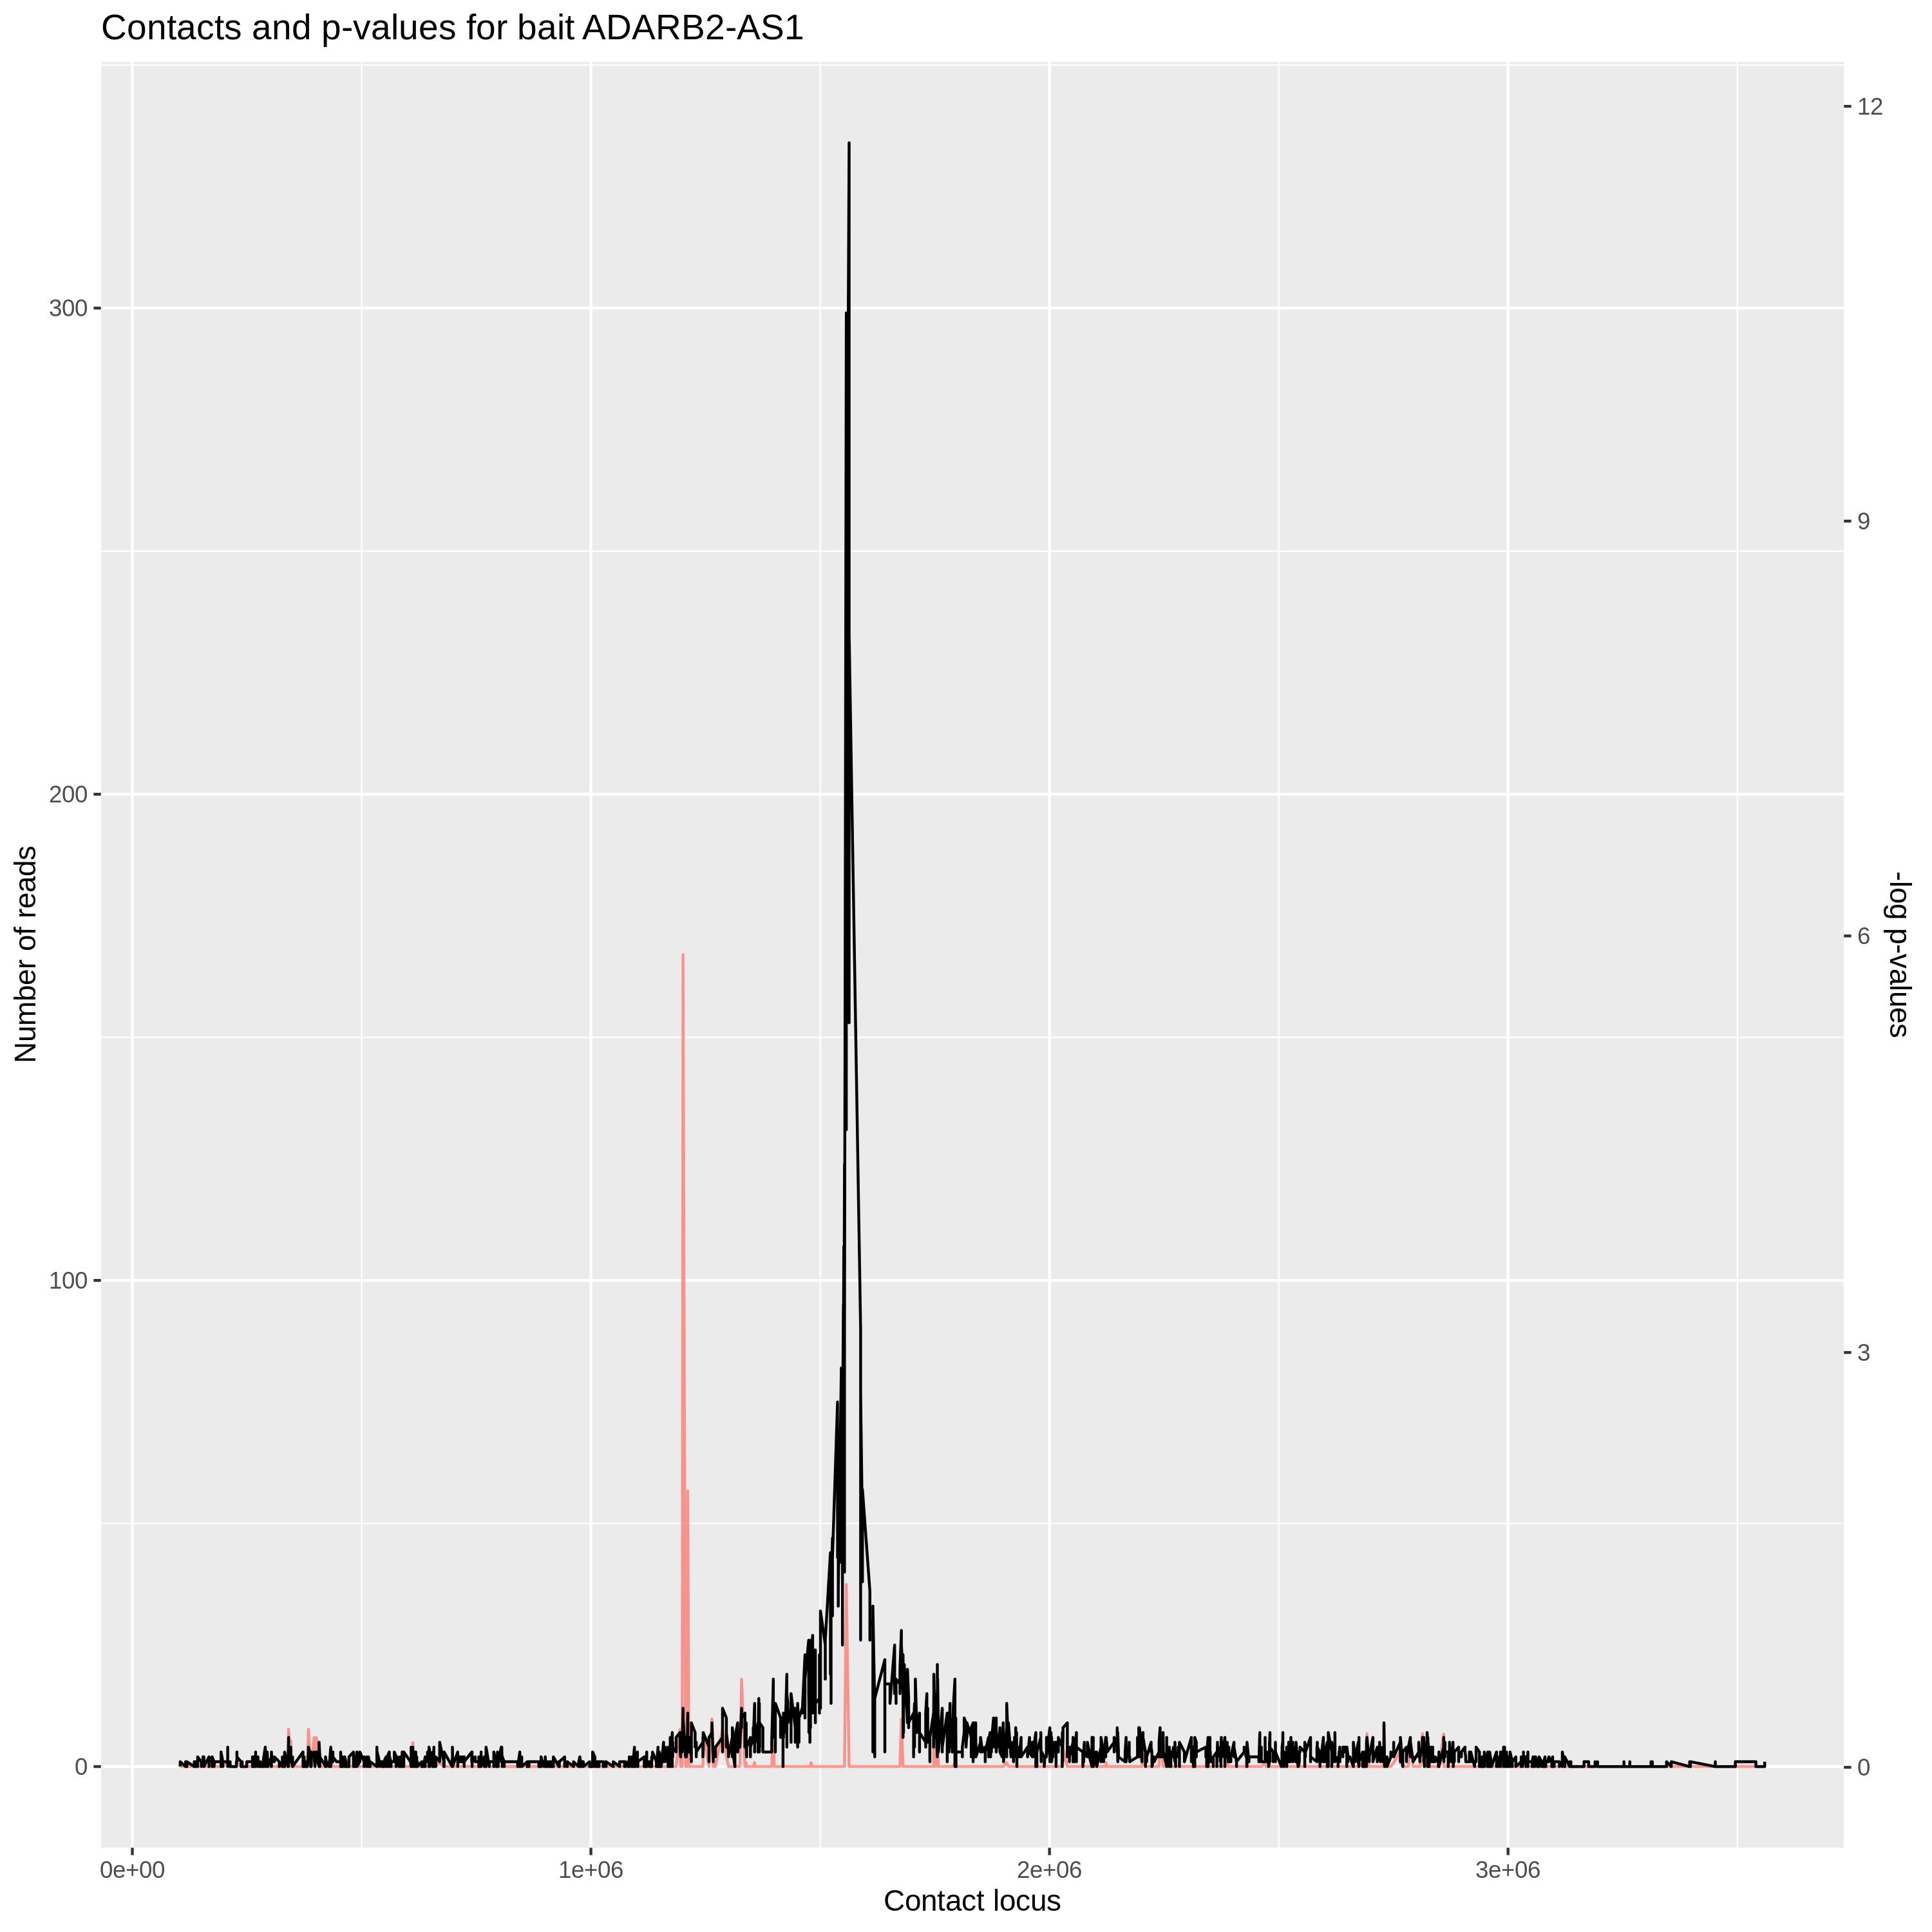 Contacts and p-values for bait ADARB2-AS1
12
300
9
200
Number of reads
-log p-values
6
100
3
0
0
0e+00
1e+06
2e+06
3e+06
Contact locus